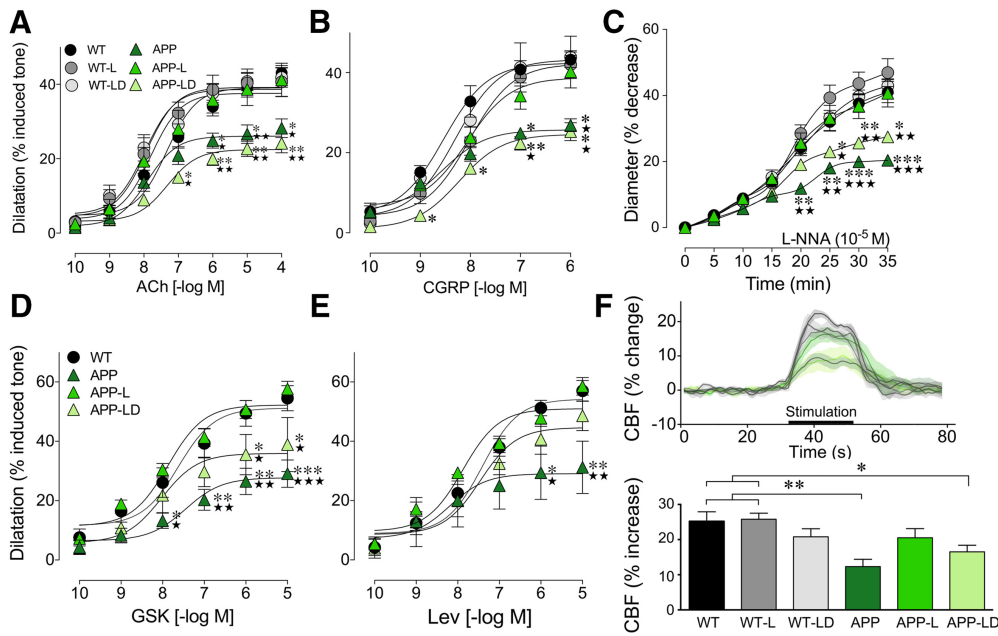 A
B
C
Dilatation (% induced tone)
40
20
0
WT
APP
WT-L
APP-L
WT-LD
APP-LD
*
★
*
★★
*
★
**
★★
**
★★
**
★★
*
★
10 9 8 7 6 5 4
ACh [-log M]
40
20
0
*
*
*
**
★
*
★
*
★
10 9 8 7 6
CGRP [-log M]
Diameter (% decrease)
60
40
20
0
*
★
**
★★
*
★★
**
★★
**
★★
***
★★★
***
★★★
L-NNA (10-5 M)
0 5 10 15 20 25 30 35
Time (min)
D
E
F
Dilatation (% induced tone)
60
40
20
0
WT
APP
APP-L
APP-LD
*
★
**
★★
*
★
**
★★
*
★
***
★★★
10 9 8 7 6 5
GSK [-log M]
60
40
20
0
*
★
**
★★
10 9 8 7 6 5
Lev [-log M]
CBF (% change)
20
10
0
-10
Stimulation
0 20 40 60 80
Time (s)
CBF (% increase)
30
20
10
0
**
*
WT WT-L WT-LD APP APP-L APP-LD